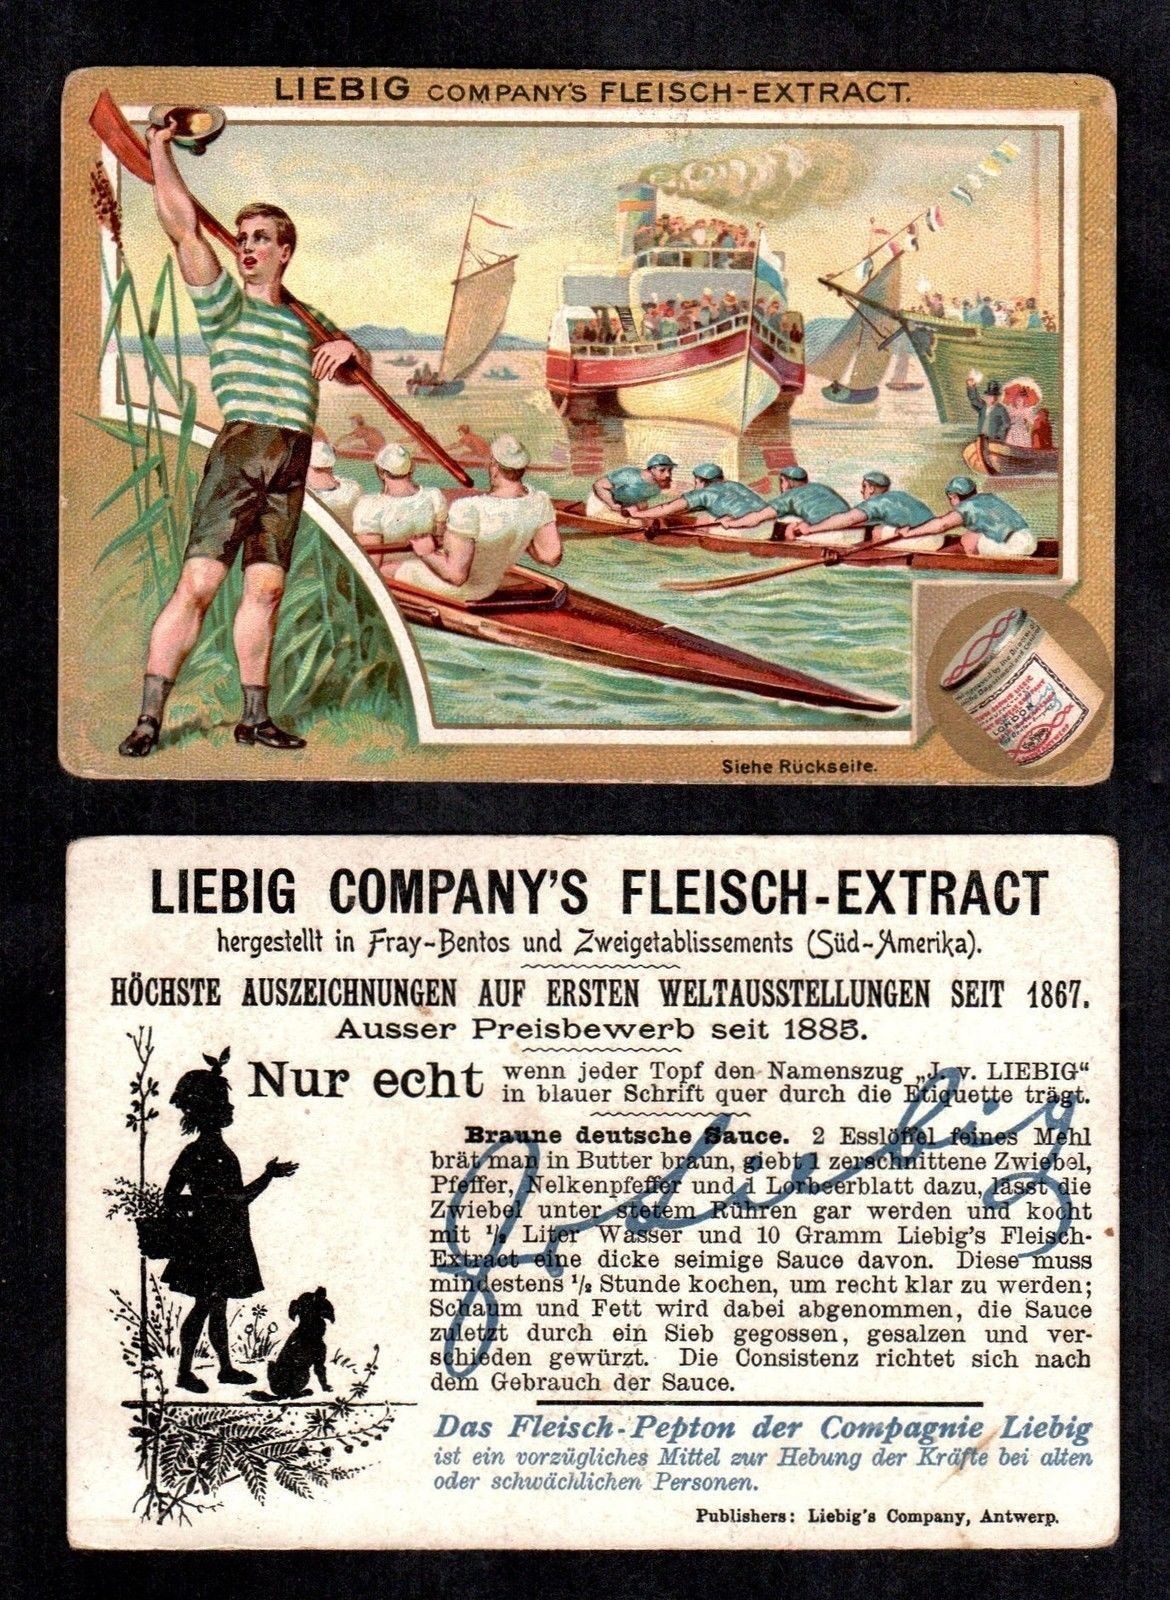 LIEBIG COMPANY'S FLEISCH-EXTRACT.
LONDON
Siehe Rückseite.
LIEBIG COMPANY'S FLEISCH-EXTRACT
hergestellt in Fray-Bentos und Zweigetablissements (Süd-Amerika).
HÖCHSTE AUSZEICHNUNGEN AUF ERSTEN WELTAUSSTELLUNGEN SEIT 1867.
Ausser Preisbewerb seit 1885.
Nur echt wenn jeder Topf den Namenszug „J. v. LIEBIG“
in blauer Schrift quer durch die Etiquette trägt.
Braune deutsche Sauce. 2 Esslöffel feines Mehl
brät man in Butter braun, giebt 1 zerschnittene Zwiebel,
Pfeffer, Nelkenpfeffer und 1 Lorbeerblatt dazu, lässt die
Zwiebel unter stetem Rühren gar werden und kocht
mit ½ Liter Wasser und 10 Gramm Liebig's Fleisch-
Extract eine dicke seimige Sauce davon. Diese muss
mindestens ½ Stunde kochen, um recht klar zu werden;
Schaum und Fett wird dabei abgenommen, die Sauce
zuletzt durch ein Sieb gegossen, gesalzen und ver-
schieden gewürzt. Die Consistenz richtet sich nach
dem Gebrauch der Sauce.
Das Fleisch-Pepton der Compagnie Liebig
ist ein vorzügliches Mittel zur Hebung der Kräfte bei alten
oder schwächlichen Personen.
Publishers: Liebig's Company, Antwerp.